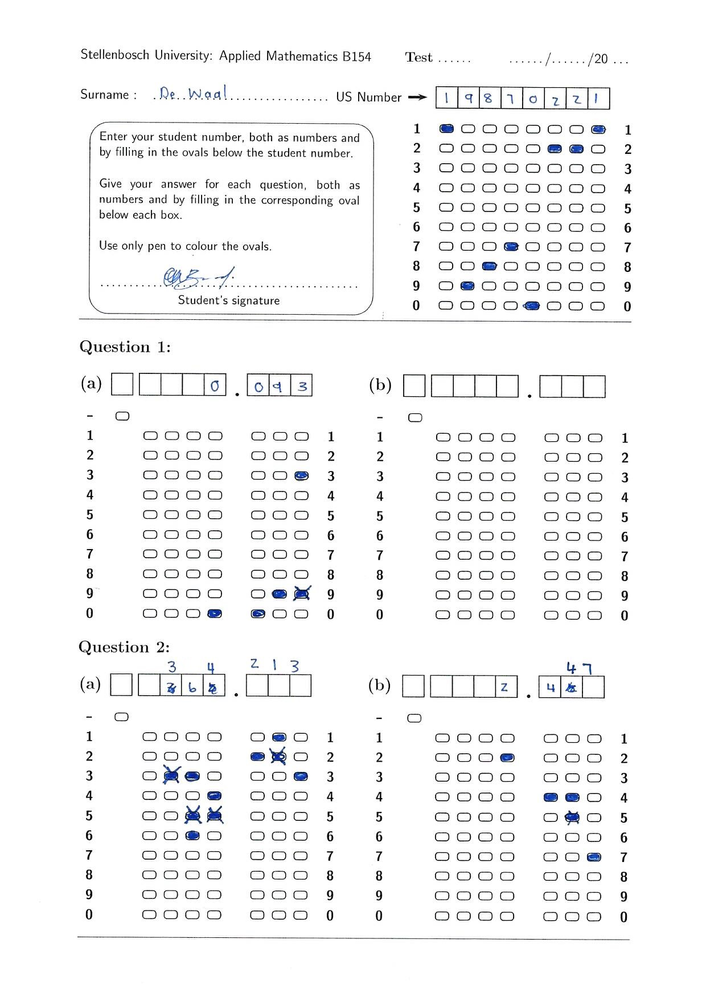 Stellenbosch University: Applied Mathematics B154 Test ...... ....../....../20 ...
Surname : .De..Waal.................. US Number → 1 9 8 7 0 2 2 1
Enter your student number, both as numbers and
by filling in the ovals below the student number.
Give your answer for each question, both as
numbers and by filling in the corresponding oval
below each box.
Use only pen to colour the ovals.
Student's signature
1 1
2 2
3 3
4 4
5 5
6 6
7 7
8 8
9 9
0 0
Question 1:
(a) 0 . 0 9 3 (b) .
- -
1 1 1 1
2 2 2 2
3 3 3 3
4 4 4 4
5 5 5 5
6 6 6 6
7 7 7 7
8 8 8 8
9 9 9 9
0 0 0 0
Question 2:
3 4 2 1 3 4 7
(a) 6 . (b) 2 . 4
- -
1 1 1 1
2 2 2 2
3 3 3 3
4 4 4 4
5 5 5 5
6 6 6 6
7 7 7 7
8 8 8 8
9 9 9 9
0 0 0 0